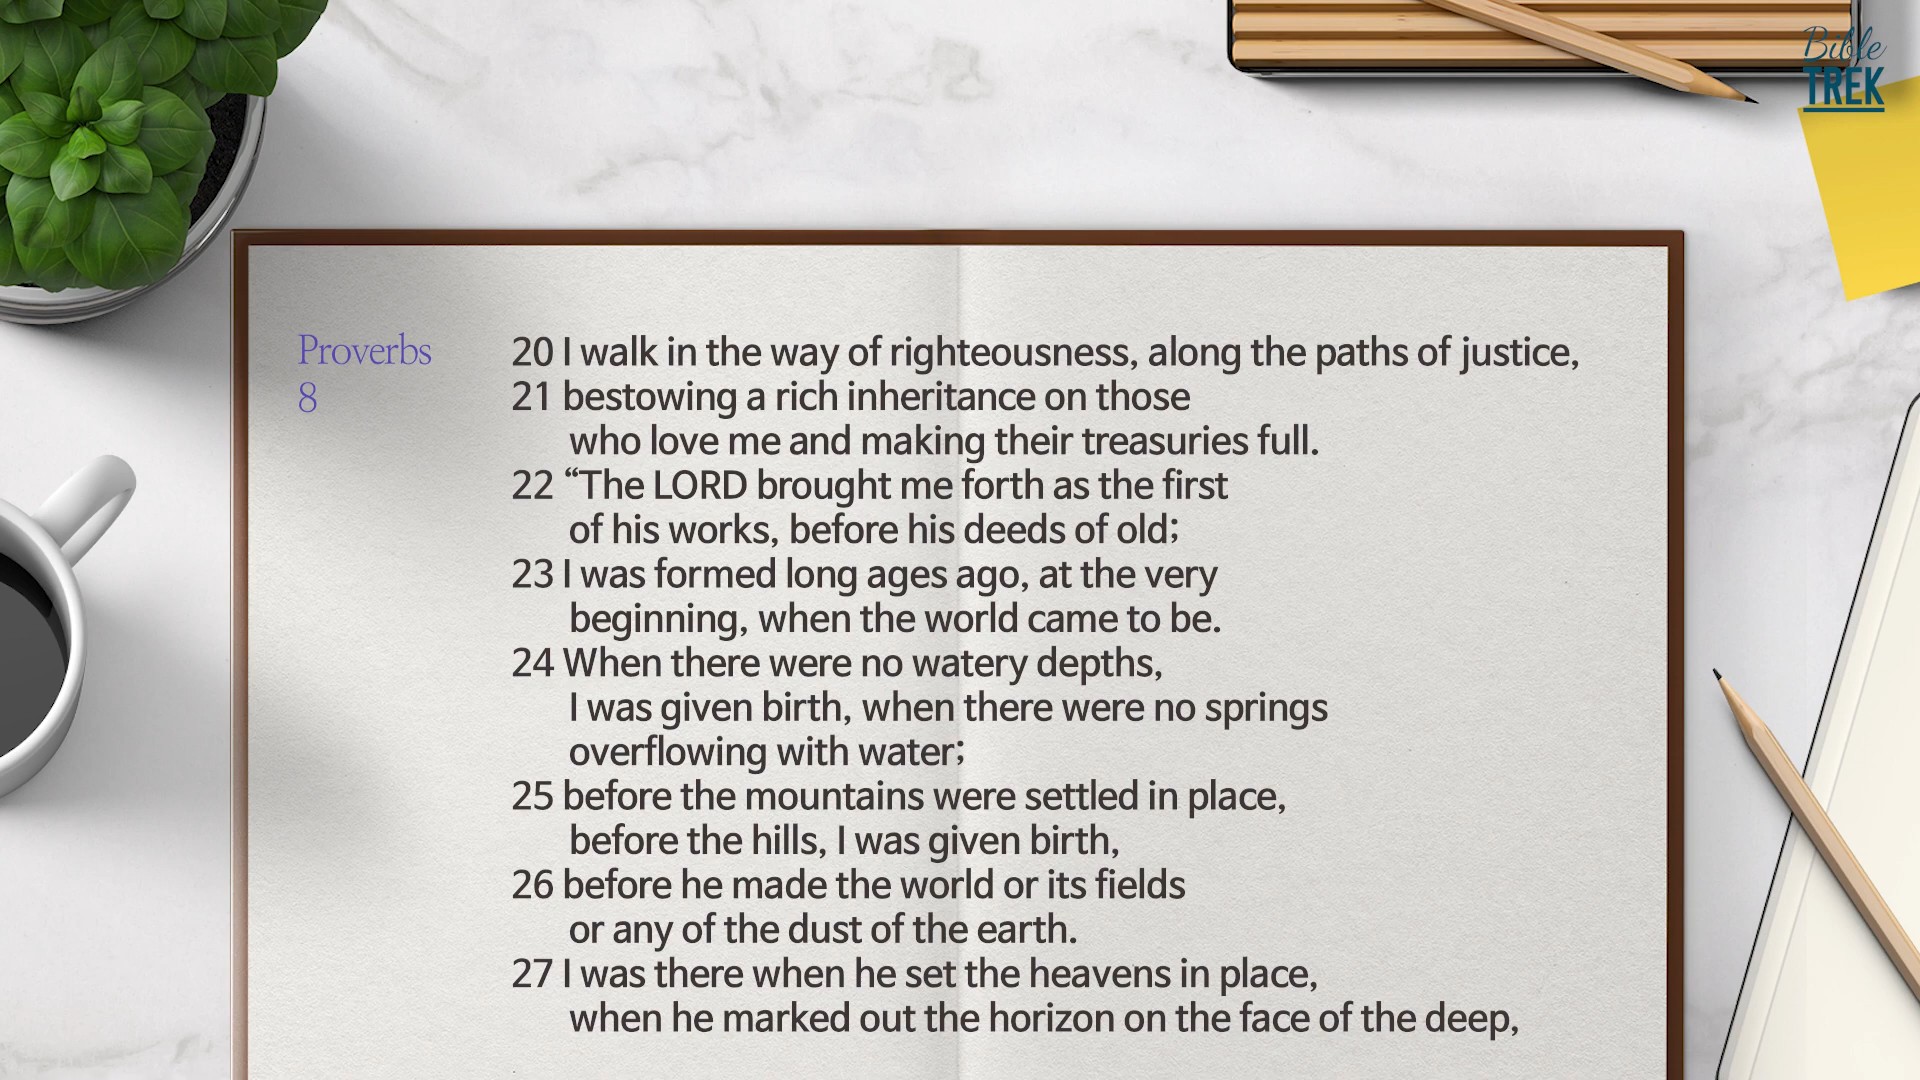 Bible
TREK
Proverbs
8
20 I walk in the way of righteousness, along the paths of justice,
21 bestowing a rich inheritance on those
who love me and making their treasuries full.
22 “The LORD brought me forth as the first
of his works, before his deeds of old;
23 I was formed long ages ago, at the very
beginning, when the world came to be.
24 When there were no watery depths,
I was given birth, when there were no springs
overflowing with water;
25 before the mountains were settled in place,
before the hills, I was given birth,
26 before he made the world or its fields
or any of the dust of the earth.
27 I was there when he set the heavens in place,
when he marked out the horizon on the face of the deep,